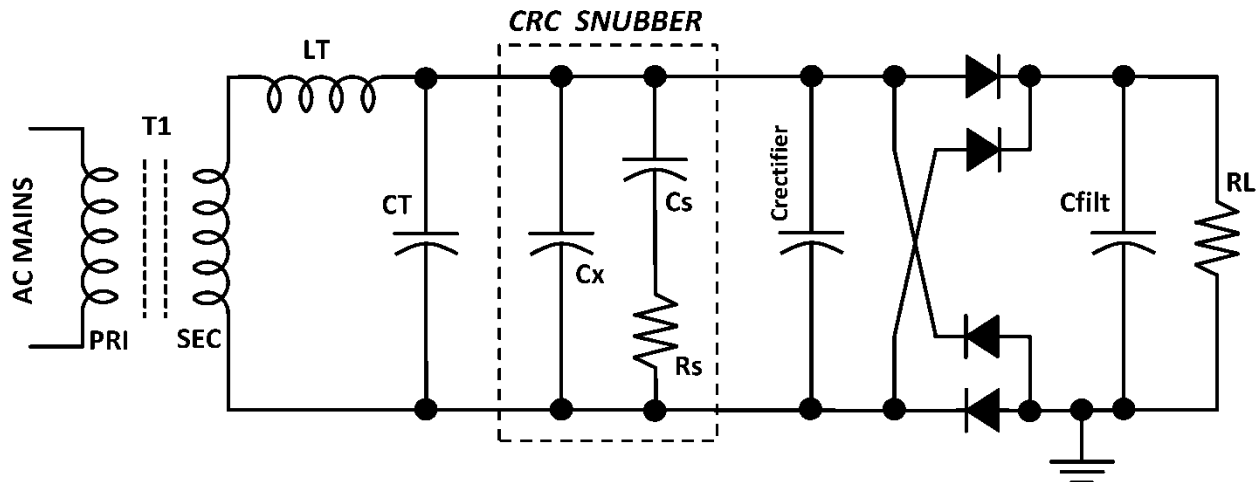 CRC SNUBBER
LT
T1
AC MAINS
PRI
SEC
CT
Cx
Cs
Rs
Crectifier
Cfilt
RL